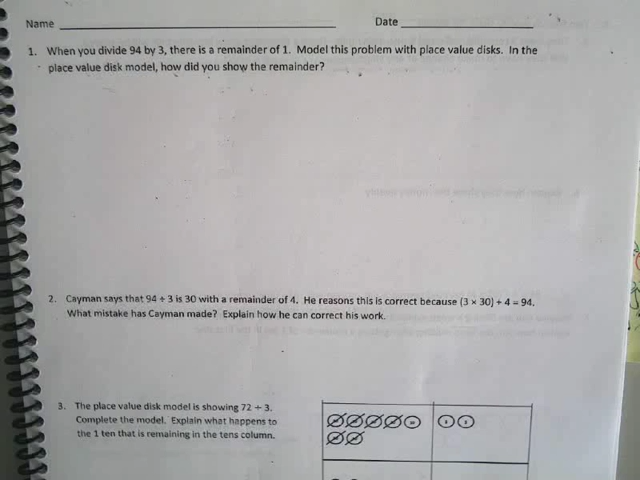 Name Date
1. When you divide 94 by 3, there is a remainder of 1. Model this problem with place value disks. In the
place value disk model, how did you show the remainder?
2. Cayman says that 94 ÷ 3 is 30 with a remainder of 4. He reasons this is correct because (3 × 30) + 4 = 94.
What mistake has Cayman made? Explain how he can correct his work.
3. The place value disk model is showing 72 ÷ 3.
Complete the model. Explain what happens to
the 1 ten that is remaining in the tens column.